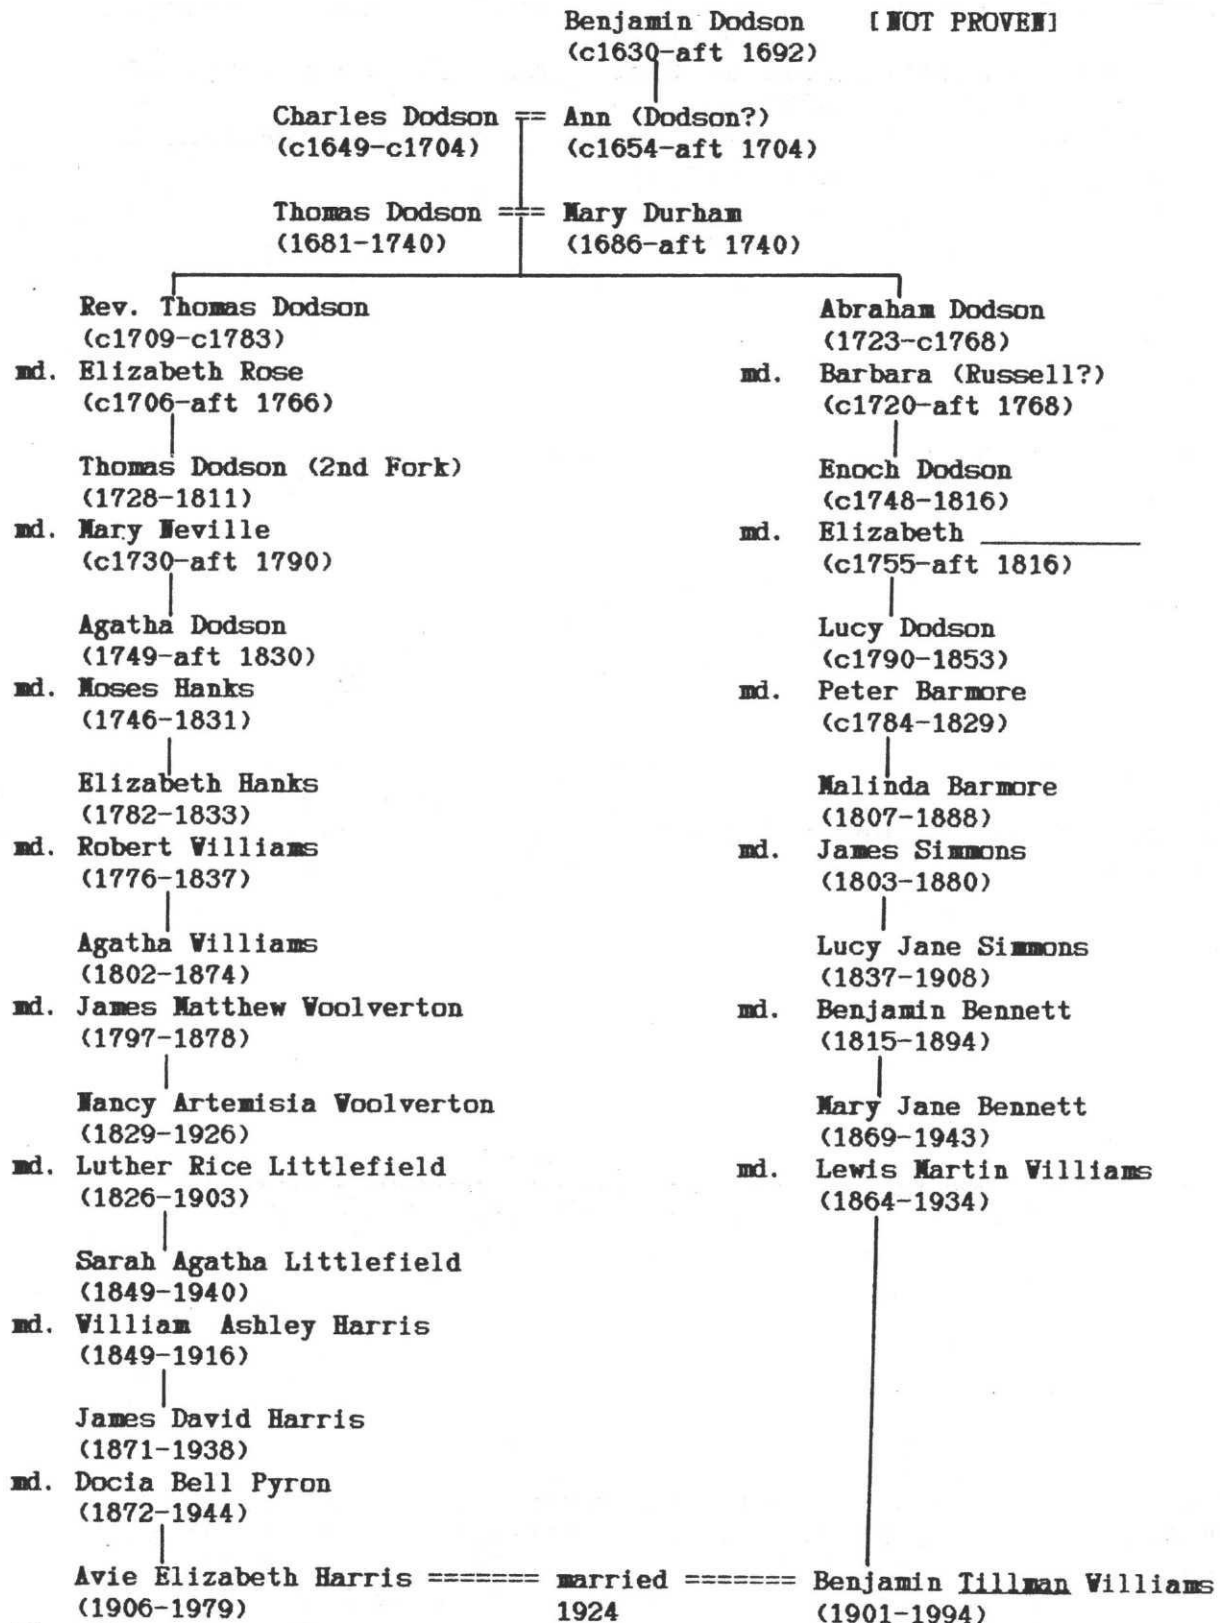 Benjamin Dodson [NOT PROVEN]
(c1630-aft 1692)
Charles Dodson == Ann (Dodson?)
(c1649-c1704) (c1654-aft 1704)
Thomas Dodson === Mary Durham
(1681-1740) (1686-aft 1740)
Rev. Thomas Dodson
(c1709-c1783)
md. Elizabeth Rose
(c1706-aft 1766)
Thomas Dodson (2nd Fork)
(1728-1811)
md. Mary Neville
(c1730-aft 1790)
Agatha Dodson
(1749-aft 1830)
md. Moses Hanks
(1746-1831)
Elizabeth Hanks
(1782-1833)
md. Robert Williams
(1776-1837)
Agatha Williams
(1802-1874)
md. James Matthew Woolverton
(1797-1878)
Nancy Artemisia Woolverton
(1829-1926)
md. Luther Rice Littlefield
(1826-1903)
Sarah Agatha Littlefield
(1849-1940)
md. William Ashley Harris
(1849-1916)
James David Harris
(1871-1938)
md. Docia Bell Pyron
(1872-1944)
Abraham Dodson
(1723-c1768)
md. Barbara (Russell?)
(c1720-aft 1768)
Enoch Dodson
(c1748-1816)
md. Elizabeth ________
(c1755-aft 1816)
Lucy Dodson
(c1790-1853)
md. Peter Barmore
(c1784-1829)
Malinda Barmore
(1807-1888)
md. James Simmons
(1803-1880)
Lucy Jane Simmons
(1837-1908)
md. Benjamin Bennett
(1815-1894)
Mary Jane Bennett
(1869-1943)
md. Lewis Martin Williams
(1864-1934)
Avie Elizabeth Harris ======= married ======= Benjamin Tillman Williams
(1906-1979) 1924 (1901-1994)